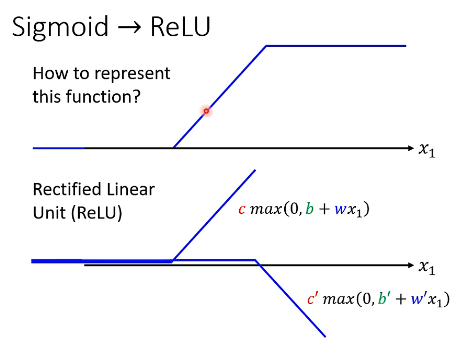 Sigmoid → ReLU
How to represent
this function?
x₁
Rectified Linear
Unit (ReLU)
c max(0, b + wx₁)
x₁
c′ max(0, b′ + w′x₁)